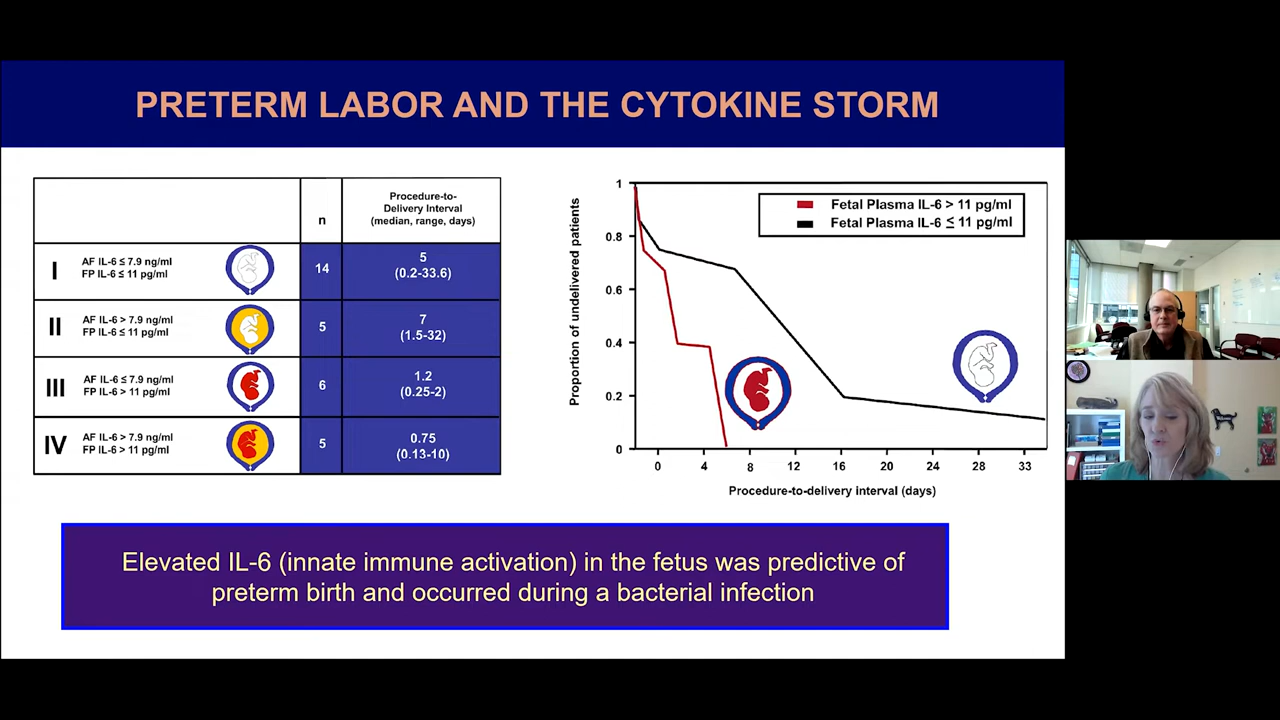 PRETERM LABOR AND THE CYTOKINE STORM
n
Procedure-to-
Delivery Interval
(median, range, days)
I
AF IL-6 ≤ 7.9 ng/ml
FP IL-6 ≤ 11 pg/ml
14
5
(0.2-33.6)
II
AF IL-6 > 7.9 ng/ml
FP IL-6 ≤ 11 pg/ml
5
7
(1.5-32)
III
AF IL-6 ≤ 7.9 ng/ml
FP IL-6 > 11 pg/ml
6
1.2
(0.25-2)
IV
AF IL-6 > 7.9 ng/ml
FP IL-6 > 11 pg/ml
5
0.75
(0.13-10)
Proportion of undelivered patients
1
0.8
0.6
0.4
0.2
0
Fetal Plasma IL-6 > 11 pg/ml
Fetal Plasma IL-6 ≤ 11 pg/ml
0 4 8 12 16 20 24 28 33
Procedure-to-delivery interval (days)
Elevated IL-6 (innate immune activation) in the fetus was predictive of
preterm birth and occurred during a bacterial infection